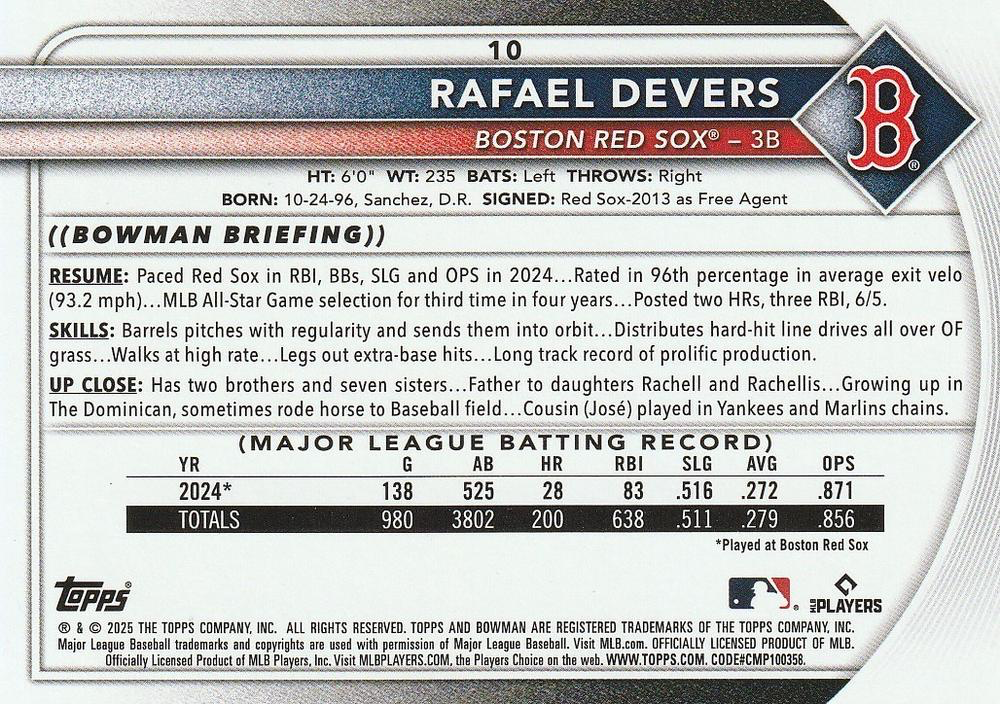 10
RAFAEL DEVERS
BOSTON RED SOX® – 3B
B
®
HT: 6'0" WT: 235 BATS: Left THROWS: Right
BORN: 10-24-96, Sanchez, D.R. SIGNED: Red Sox-2013 as Free Agent
((BOWMAN BRIEFING))
RESUME: Paced Red Sox in RBI, BBs, SLG and OPS in 2024...Rated in 96th percentage in average exit velo
(93.2 mph)...MLB All-Star Game selection for third time in four years...Posted two HRs, three RBI, 6/5.
SKILLS: Barrels pitches with regularity and sends them into orbit...Distributes hard-hit line drives all over OF
grass...Walks at high rate...Legs out extra-base hits...Long track record of prolific production.
UP CLOSE: Has two brothers and seven sisters...Father to daughters Rachell and Rachellis...Growing up in
The Dominican, sometimes rode horse to Baseball field...Cousin (José) played in Yankees and Marlins chains.
(MAJOR LEAGUE BATTING RECORD)
YR G AB HR RBI SLG AVG OPS
2024* 138 525 28 83 .516 .272 .871
TOTALS 980 3802 200 638 .511 .279 .856
*Played at Boston Red Sox
TOPPS® ® MLB PLAYERS
® & © 2025 THE TOPPS COMPANY, INC. ALL RIGHTS RESERVED. TOPPS AND BOWMAN ARE REGISTERED TRADEMARKS OF THE TOPPS COMPANY, INC.
Major League Baseball trademarks and copyrights are used with permission of Major League Baseball. Visit MLB.com. OFFICIALLY LICENSED PRODUCT OF MLB.
Officially Licensed Product of MLB Players, Inc. Visit MLBPLAYERS.COM, the Players Choice on the web. WWW.TOPPS.COM. CODE#CMP100358.